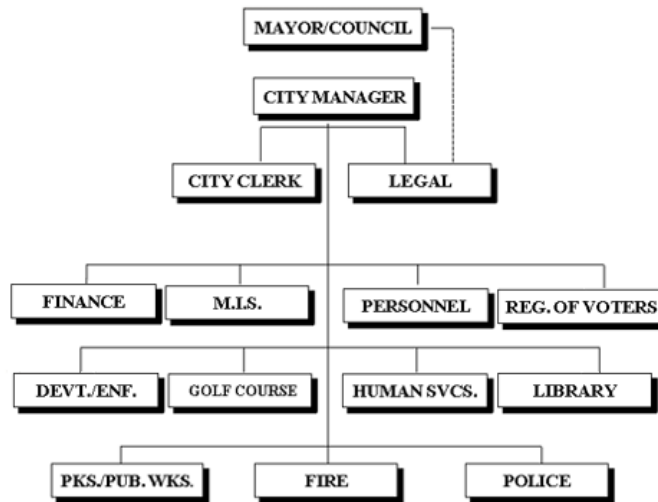 MAYOR/COUNCIL
CITY MANAGER
CITY CLERK
LEGAL
FINANCE
M.I.S.
PERSONNEL
REG. OF VOTERS
DEVT./ENF.
GOLF COURSE
HUMAN SVCS.
LIBRARY
PKS./PUB. WKS.
FIRE
POLICE